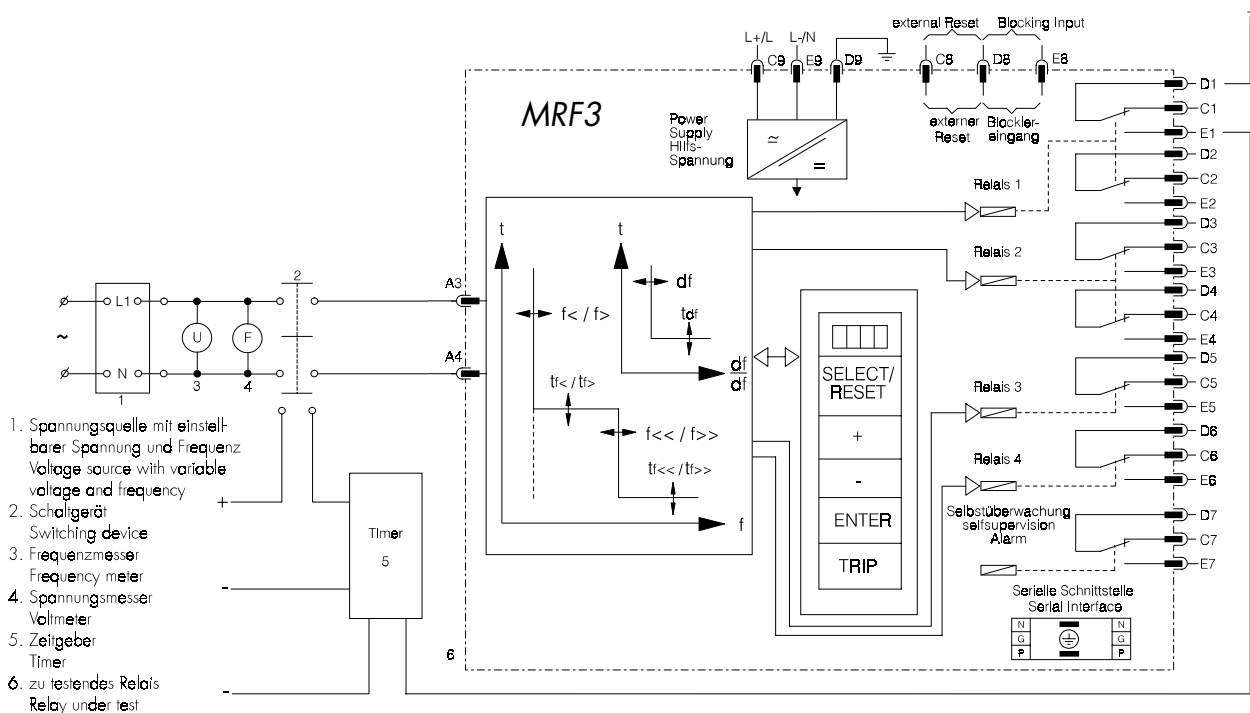 external Reset Blocking Input
L+/L L-/N
C9 E9 D9 C8 D8 E8
MRF3
Power
Supply
Hilfs-
Spannung
≃
=
externer
Reset
Blockier-
eingang
D1
C1
E1
D2
C2
E2
D3
C3
E3
D4
C4
E4
D5
C5
E5
D6
C6
E6
D7
C7
E7
Relais 1
Relais 2
Relais 3
Relais 4
Selbstüberwachung
selfsupervision
Alarm
Serielle Schnittstelle
Serial Interface
N N
G G
P P
t
f< / f>
tf< / tf>
f<< / f>>
tf<< / tf>>
f
t
df
tdf
df
df
SELECT/
RESET
+
-
ENTER
TRIP
2
A3
A4
L1
N
~
U
F
3 4
1
+
-
-
Timer
5
6
1. Spannungsquelle mit einstel-
barer Spannung und Frequenz
Voltage source with variable
voltage and frequency
2. Schaltgerät
Switching device
3. Frequenzmesser
Frequency meter
4. Spannungsmesser
Voltmeter
5. Zeitgeber
Timer
6. zu testendes Relais
Relay under test